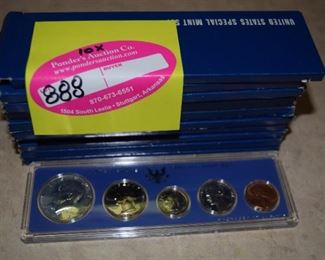 UNITED STATES SPECIAL MINT
10X
Ponder's Auction Co.
www.pondersauction.com
BUYER
888
870-673-6551
1504 South Leslie • Stuttgart, Arkansas